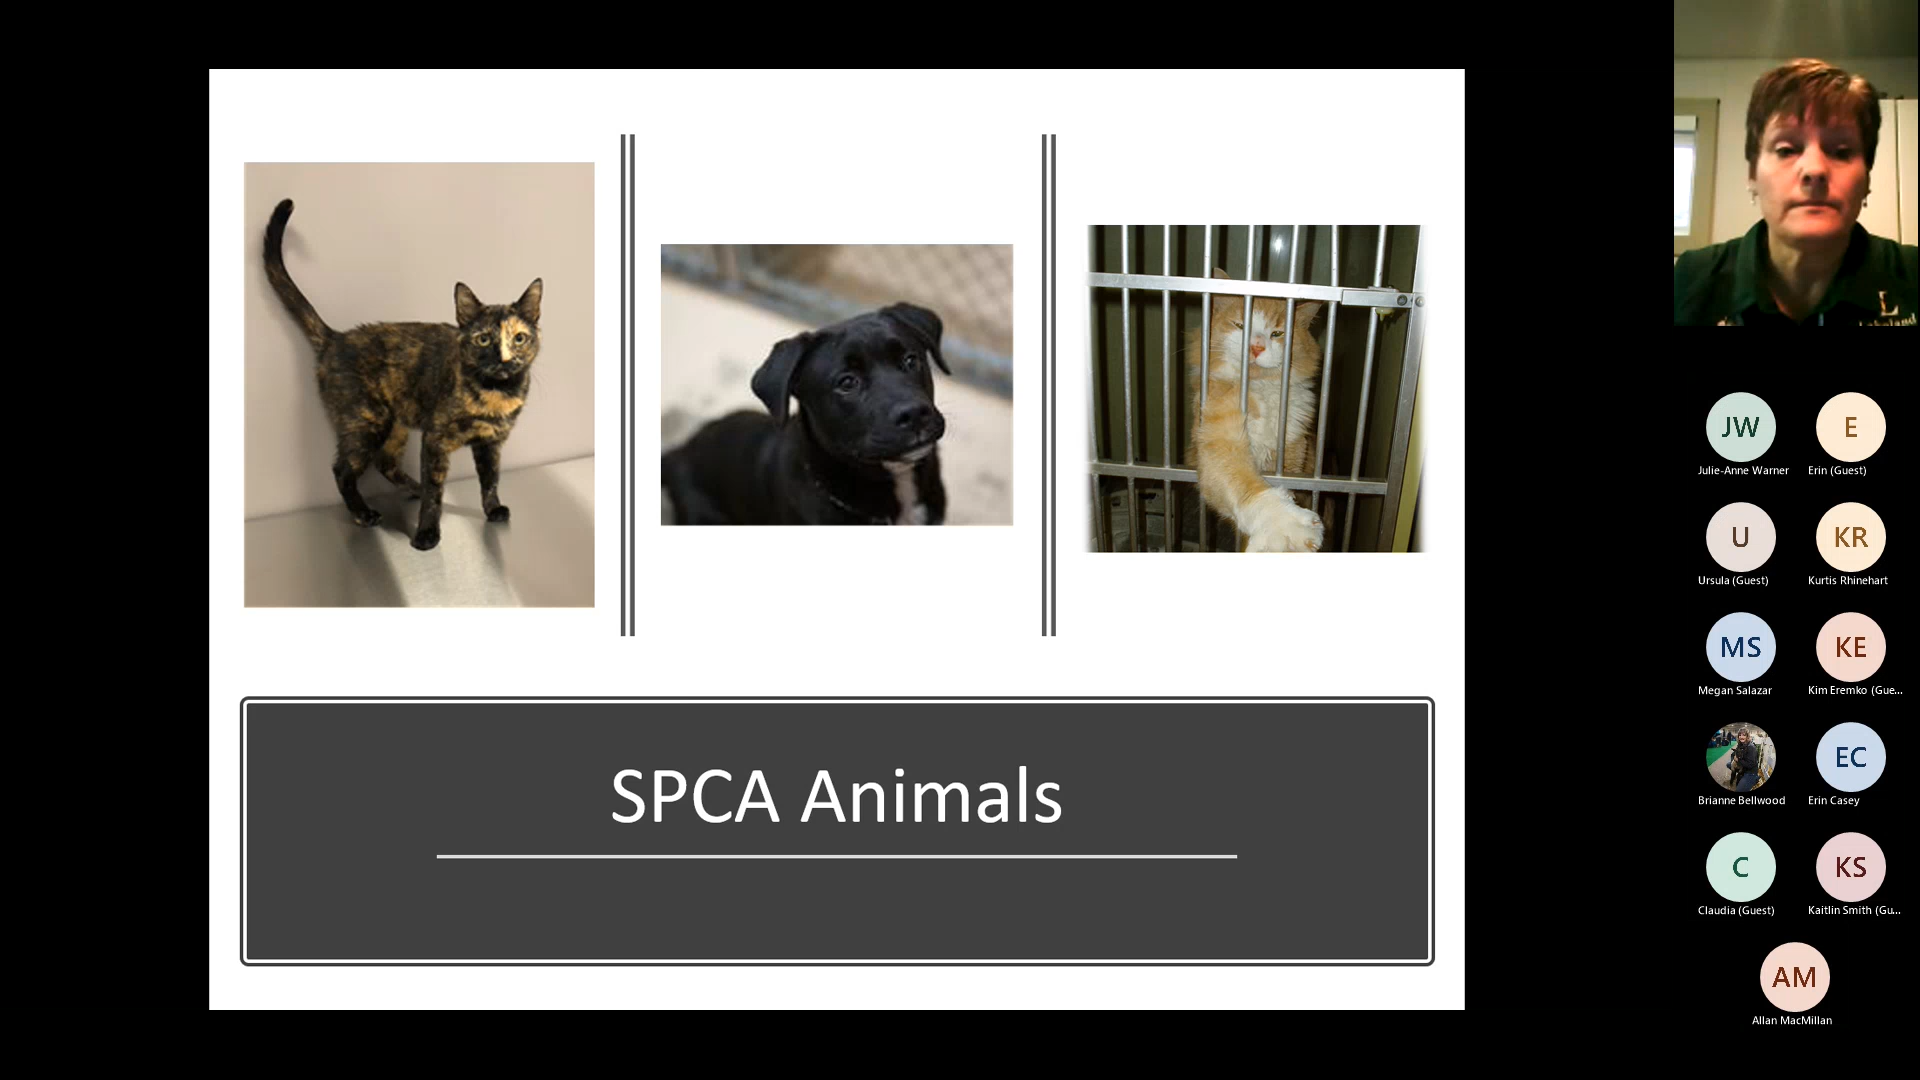 SPCA Animals
L
JW
E
Julie-Anne Warner
Erin (Guest)
U
KR
Ursula (Guest)
Kurtis Rhinehart
MS
KE
Megan Salazar
Kim Eremko (Gue...
EC
Brianne Bellwood
Erin Casey
C
KS
Claudia (Guest)
Kaitlin Smith (Gu...
AM
Allan MacMillan